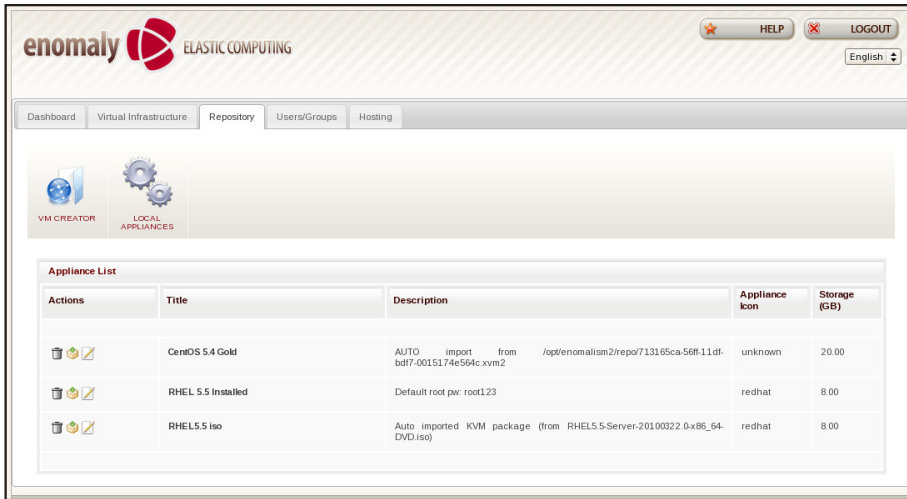 enomaly ELASTIC COMPUTING
HELP
LOGOUT
English
Dashboard Virtual Infrastructure Repository Users/Groups Hosting
VM CREATOR
LOCAL
APPLIANCES
Appliance List
Actions Title Description Appliance Icon Storage (GB)
CentOS 5.4 Gold
AUTO import from /opt/enomalism2/repo/713165ca-56ff-11df-
bdf7-0015174e564c.xvm2
unknown 20.00
RHEL 5.5 Installed Default root pw: root123 redhat 8.00
RHEL5.5 iso
Auto imported KVM package (from RHEL5.5-Server-20100322.0-x86_64-
DVD.iso)
redhat 8.00